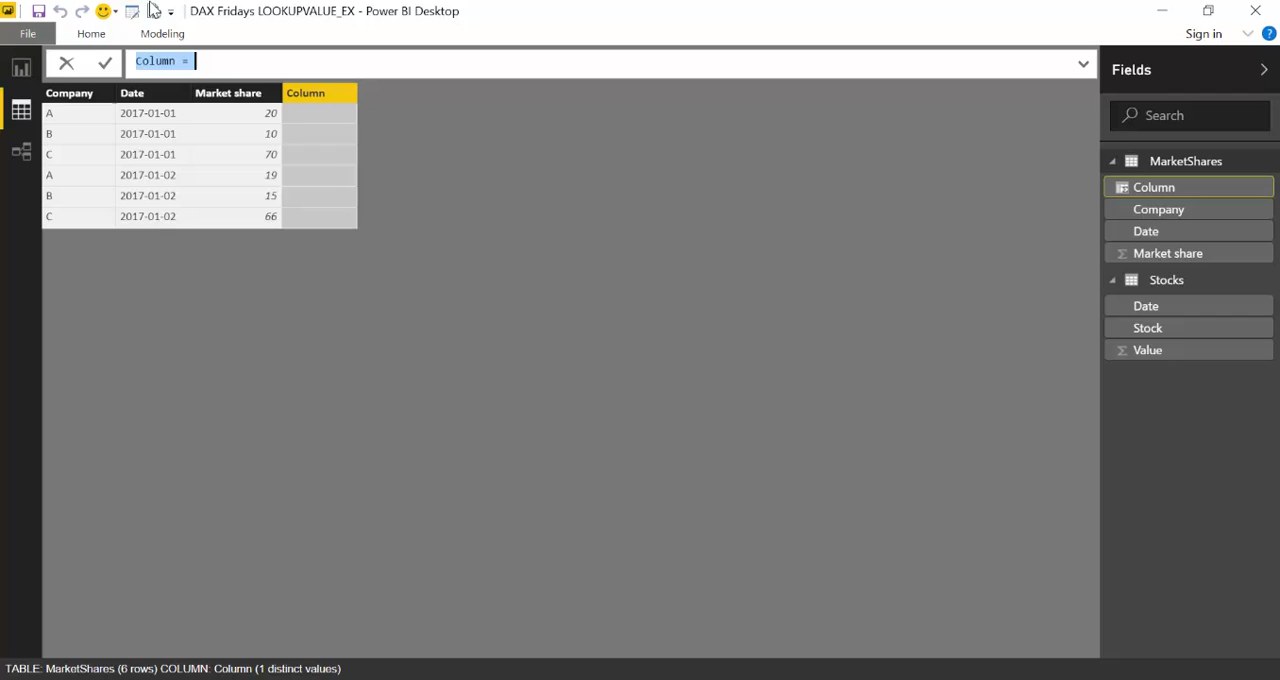 DAX Fridays LOOKUPVALUE_EX - Power BI Desktop
File Home Modeling Sign in ?
Column =
Fields
Search
Company Date Market share Column
A 2017-01-01 20
B 2017-01-01 10
C 2017-01-01 70
A 2017-01-02 19
B 2017-01-02 15
C 2017-01-02 66
MarketShares
Column
Company
Date
Σ Market share
Stocks
Date
Stock
Σ Value
TABLE: MarketShares (6 rows) COLUMN: Column (1 distinct values)